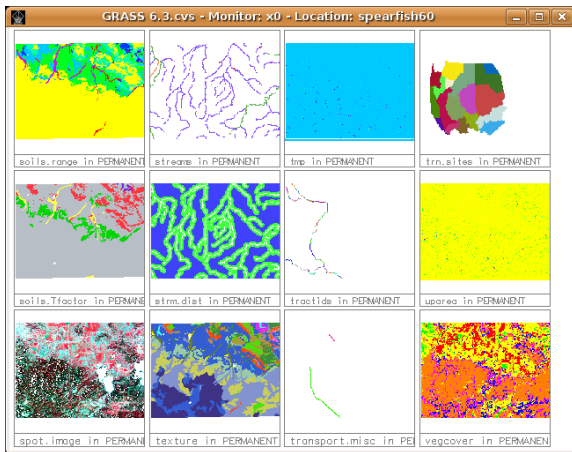 GRASS 6.3.cvs - Monitor: x0 - Location: spearfish60
soils.range in PERMANENT
streams in PERMANENT
tmp in PERMANENT
trn.sites in PERMANENT
soils.Tfactor in PERMANE
strm.dist in PERMANENT
tractids in PERMANENT
uparea in PERMANENT
spot.image in PERMAN
texture in PERMANENT
transport.misc in PE
vegcover in PERMANEN